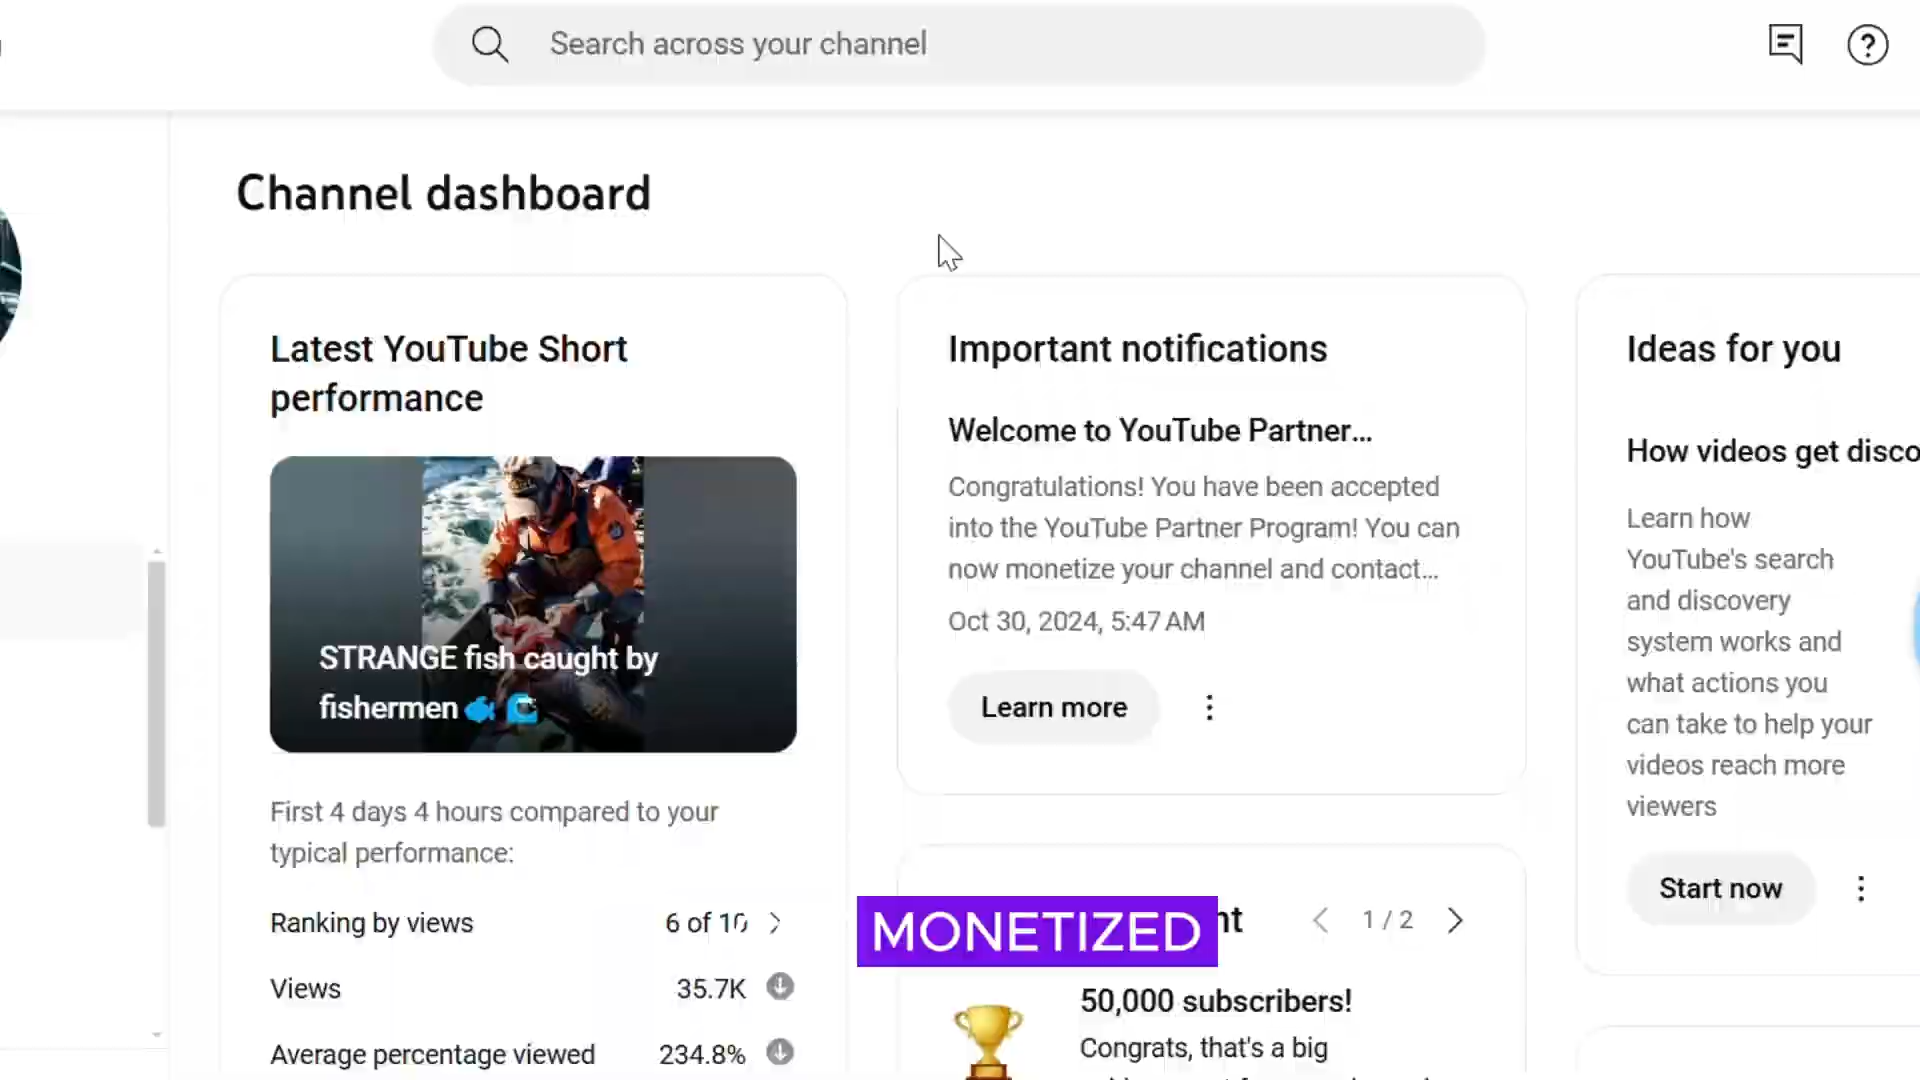 Search across your channel
Channel dashboard
Latest YouTube Short
performance
STRANGE fish caught by
fishermen
First 4 days 4 hours compared to your
typical performance:
Ranking by views 6 of 10
Views 35.7K
Average percentage viewed 234.8%
Important notifications
Welcome to YouTube Partner...
Congratulations! You have been accepted
into the YouTube Partner Program! You can
now monetize your channel and contact...
Oct 30, 2024, 5:47 AM
Learn more
MONETIZED
1 / 2
50,000 subscribers!
Congrats, that's a big
Ideas for you
How videos get disco
Learn how
YouTube's search
and discovery
system works and
what actions you
can take to help your
videos reach more
viewers
Start now